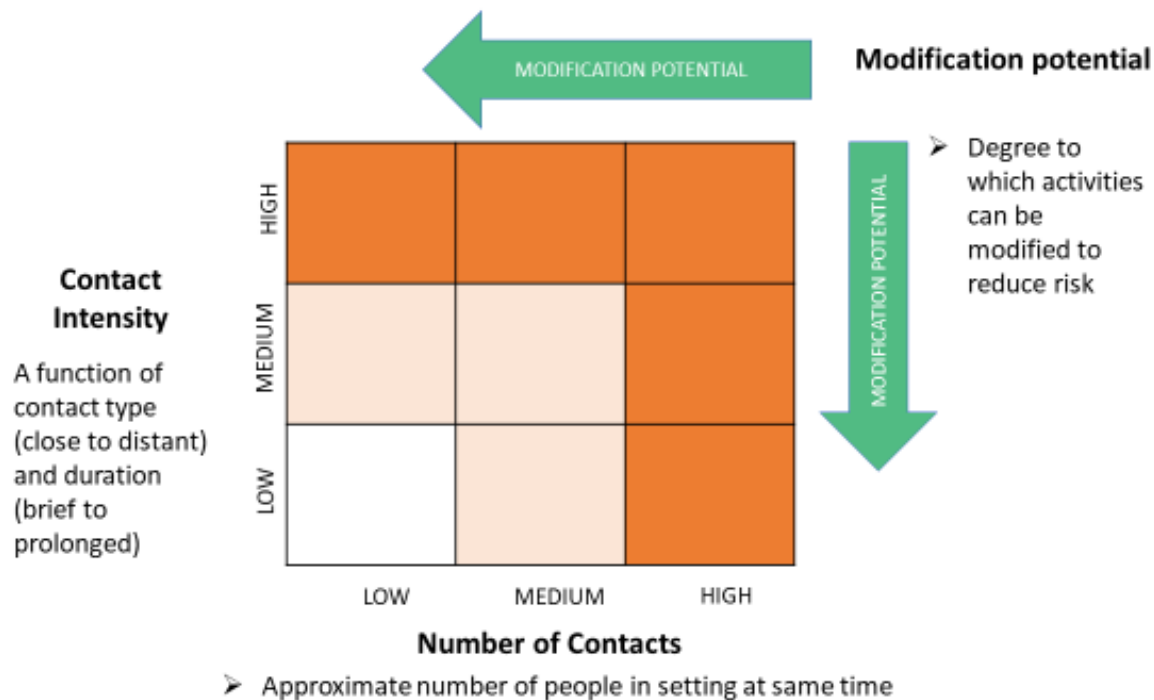 MODIFICATION POTENTIAL
Modification potential
➢ Degree to
which activities
can be
modified to
reduce risk
MODIFICATION POTENTIAL
Contact
Intensity
A function of
contact type
(close to distant)
and duration
(brief to
prolonged)
HIGH
MEDIUM
LOW
LOW MEDIUM HIGH
Number of Contacts
➢ Approximate number of people in setting at same time